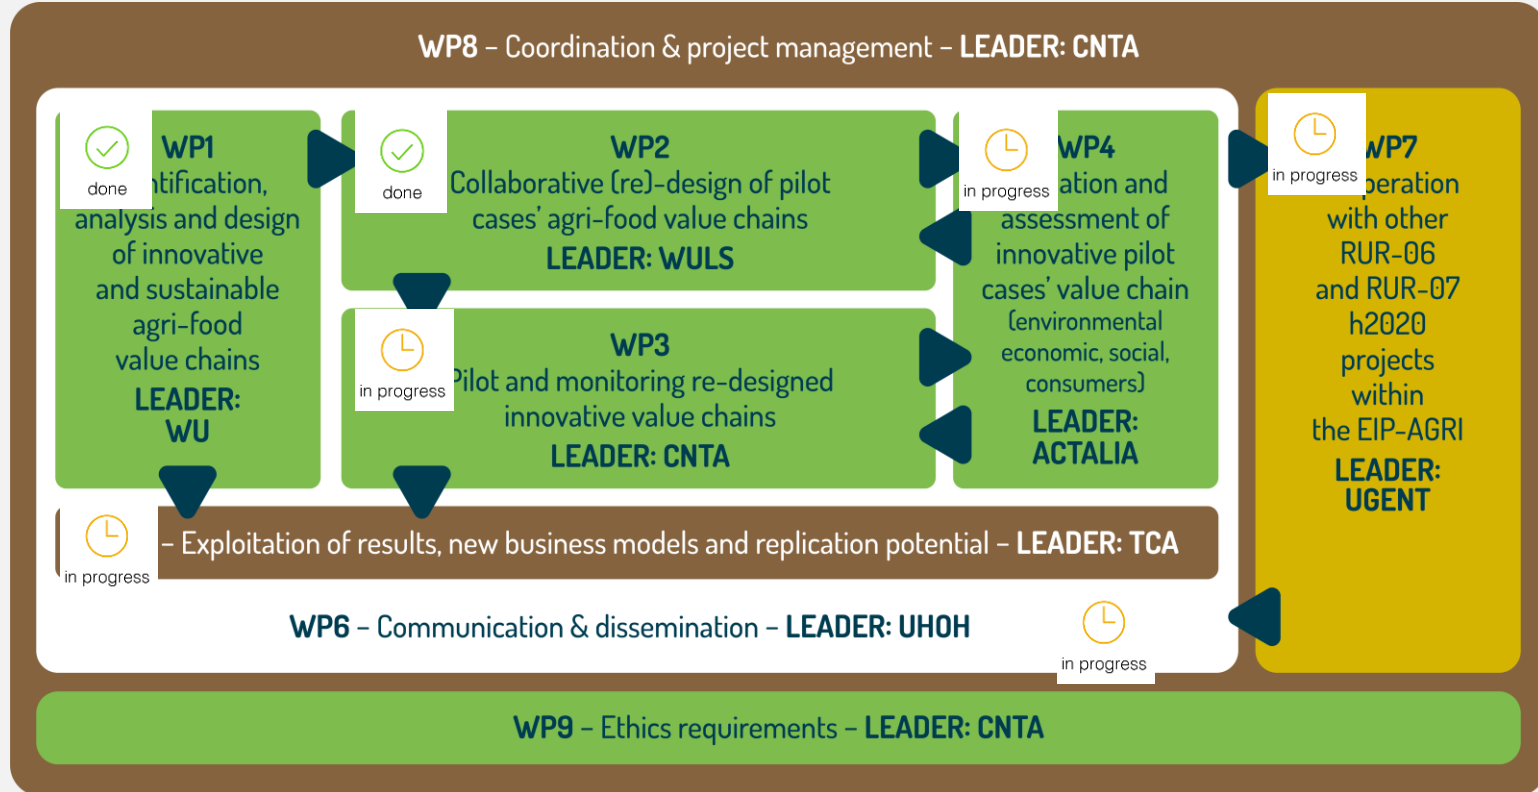 WP8 – Coordination & project management – LEADER: CNTA
done
WP1
ntification,
analysis and design
of innovative
and sustainable
agri-food
value chains
LEADER:
WU
done
WP2
Collaborative (re)-design of pilot
cases' agri-food value chains
LEADER: WULS
in progress
WP3
Pilot and monitoring re-designed
innovative value chains
LEADER: CNTA
in progress
WP4
ation and
assessment of
innovative pilot
cases' value chain
(environmental
economic, social,
consumers)
LEADER:
ACTALIA
in progress
WP7
peration
with other
RUR-06
and RUR-07
h2020
projects
within
the EIP-AGRI
LEADER:
UGENT
in progress
– Exploitation of results, new business models and replication potential – LEADER: TCA
WP6 – Communication & dissemination – LEADER: UHOH
in progress
WP9 – Ethics requirements – LEADER: CNTA